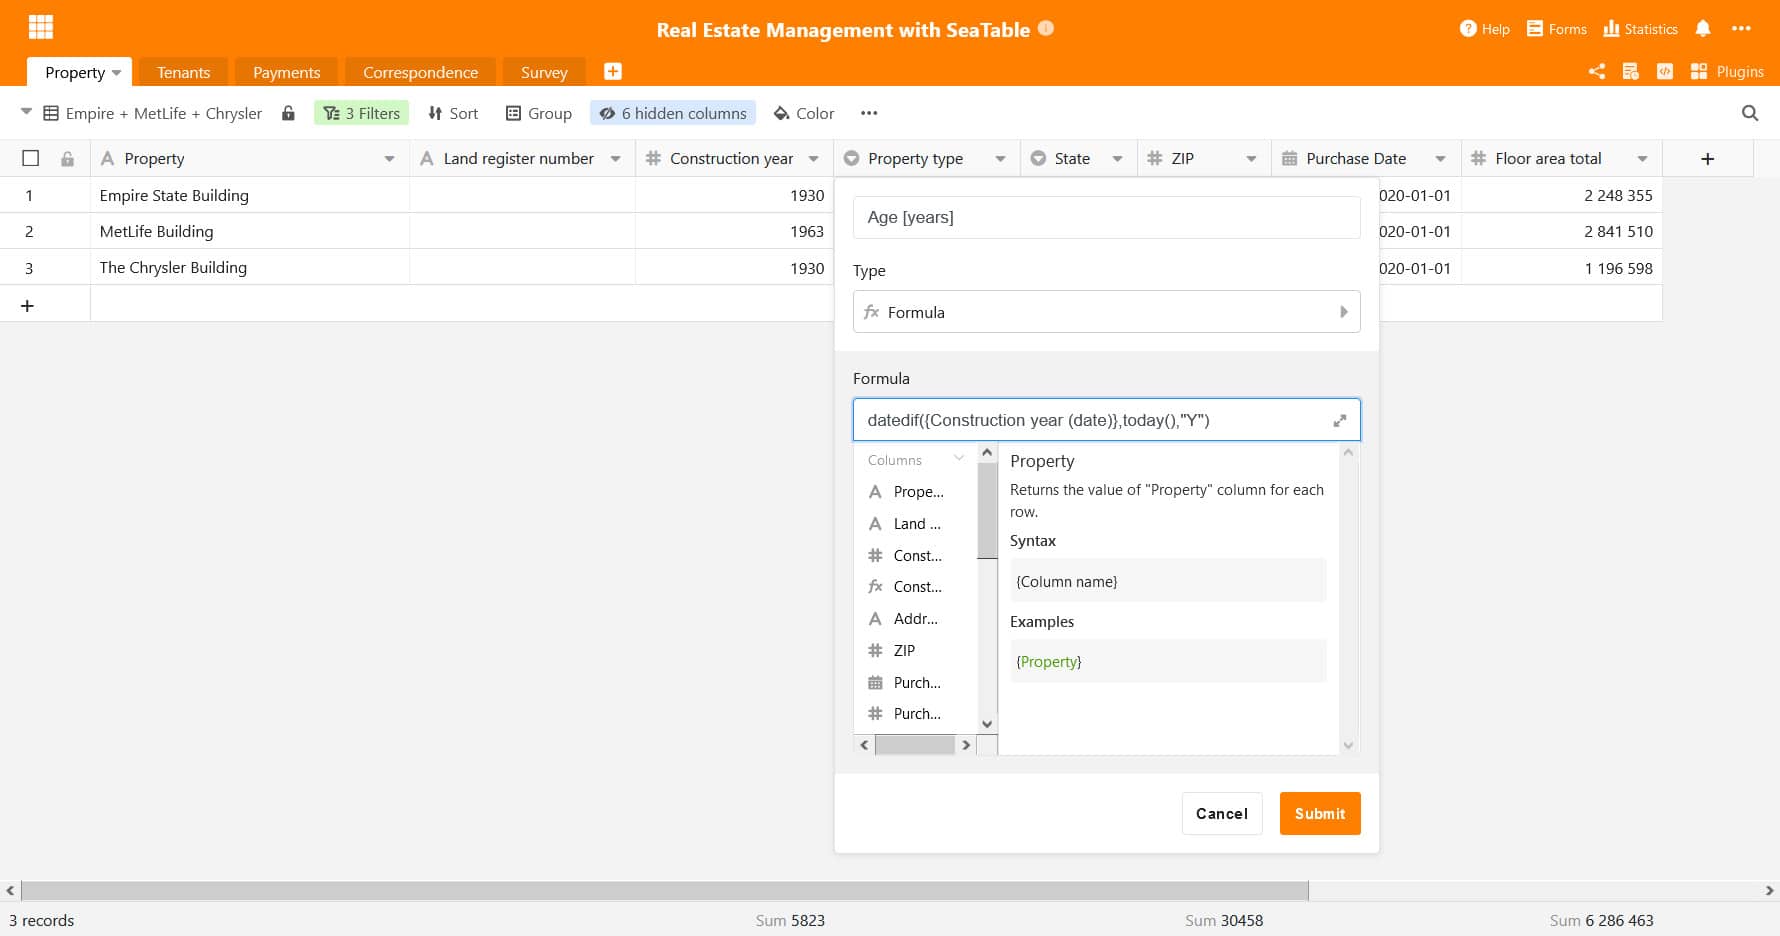 Real Estate Management with SeaTable
Help Forms Statistics
Property Tenants Payments Correspondence Survey
Plugins
Empire + MetLife + Chrysler 3 Filters Sort Group 6 hidden columns Color
Property Land register number Construction year Property type State ZIP Purchase Date Floor area total
1 Empire State Building 1930 020-01-01 2 248 355
2 MetLife Building 1963 020-01-01 2 841 510
3 The Chrysler Building 1930 020-01-01 1 196 598
Age [years]
Type
Formula
Formula
datedif({Construction year (date)},today(),"Y")
Columns
Prope...
Land ...
Const...
Const...
Addr...
ZIP
Purch...
Purch...
Property
Returns the value of "Property" column for each
row.
Syntax
{Column name}
Examples
{Property}
Cancel Submit
3 records Sum 5823 Sum 30458 Sum 6 286 463